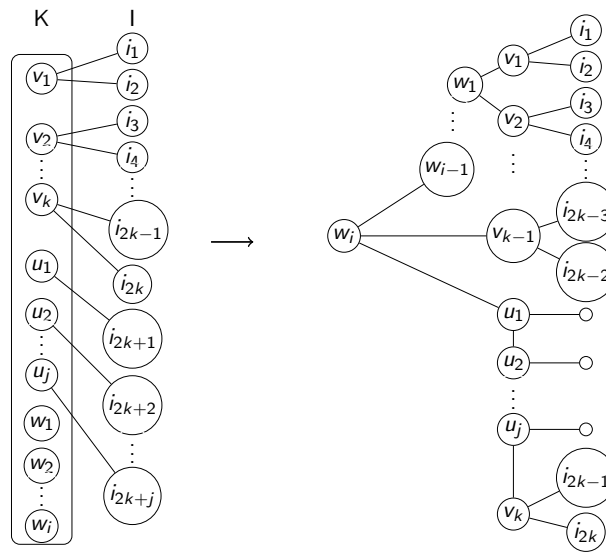 K I
v₁ i₁
i₂
v₂ i₃
i₄
⋮ ⋮
vₖ i₂ₖ₋₁
i₂ₖ
u₁ i₂ₖ₊₁
u₂ i₂ₖ₊₂
⋮ ⋮
uⱼ i₂ₖ₊ⱼ
w₁
w₂
⋮
wᵢ
→
i₁
v₁
i₂
w₁
i₃
v₂
i₄
⋮ ⋮ ⋮
wᵢ₋₁
i₂ₖ₋₃
wᵢ vₖ₋₁
i₂ₖ₋₂
u₁
u₂
⋮
uⱼ
i₂ₖ₋₁
vₖ
i₂ₖ